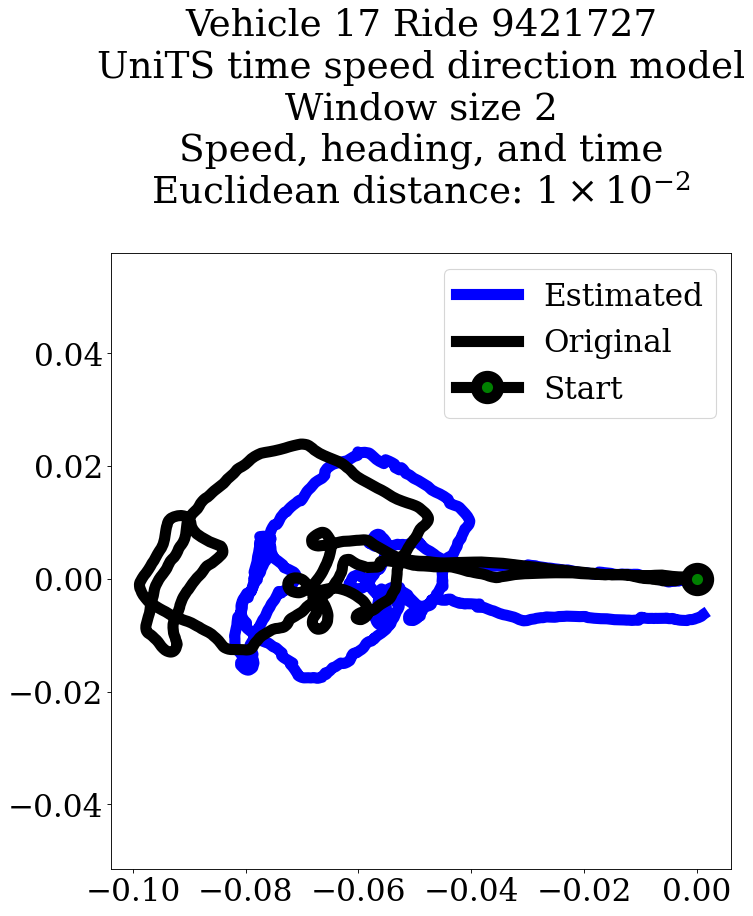 Vehicle 17 Ride 9421727
UniTS time speed direction model
Window size 2
Speed, heading, and time
Euclidean distance: 1 × 10⁻²
Estimated
Original
Start
0.04
0.02
0.00
−0.02
−0.04
−0.10 −0.08 −0.06 −0.04 −0.02 0.00